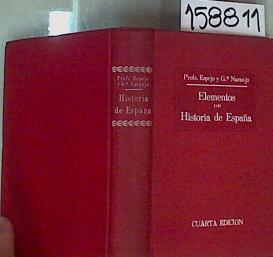 158811
Profs. Espejo
y G.ª Naranjo
Historia
de España
Profs. Espejo y G.ª Naranjo
Elementos
DE
Historia de España
CUARTA EDICION